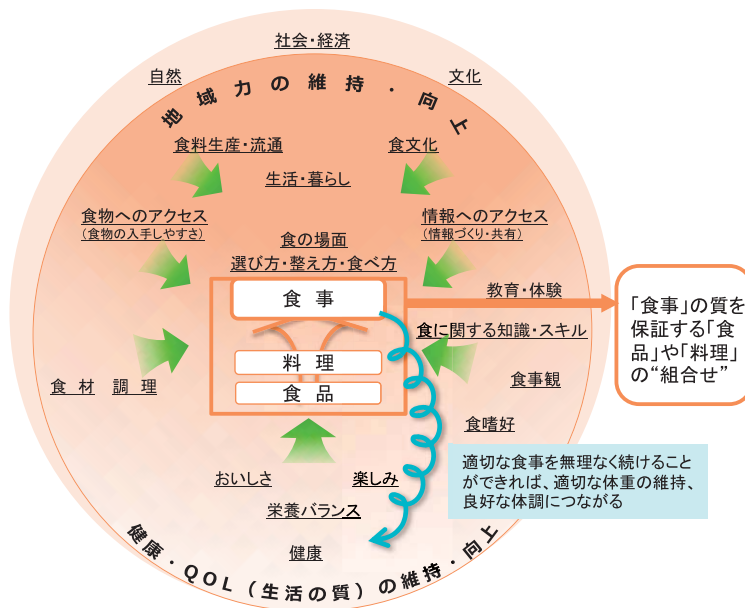 社会・経済
自然
文化
地域力の維持・向上
食料生産・流通
食文化
生活・暮らし
食物へのアクセス
(食物の入手しやすさ)
情報へのアクセス
(情報づくり・共有)
食の場面
選び方・整え方・食べ方
食事
教育・体験
「食事」の質を
保証する「食
品」や「料理」
の“組合せ”
食に関する知識・スキル
料理
食品
食材 調理
食事観
食嗜好
おいしさ
楽しみ
栄養バランス
健康
適切な食事を無理なく続けること
ができれば、適切な体重の維持、
良好な体調につながる
健康・QOL(生活の質)の維持・向上